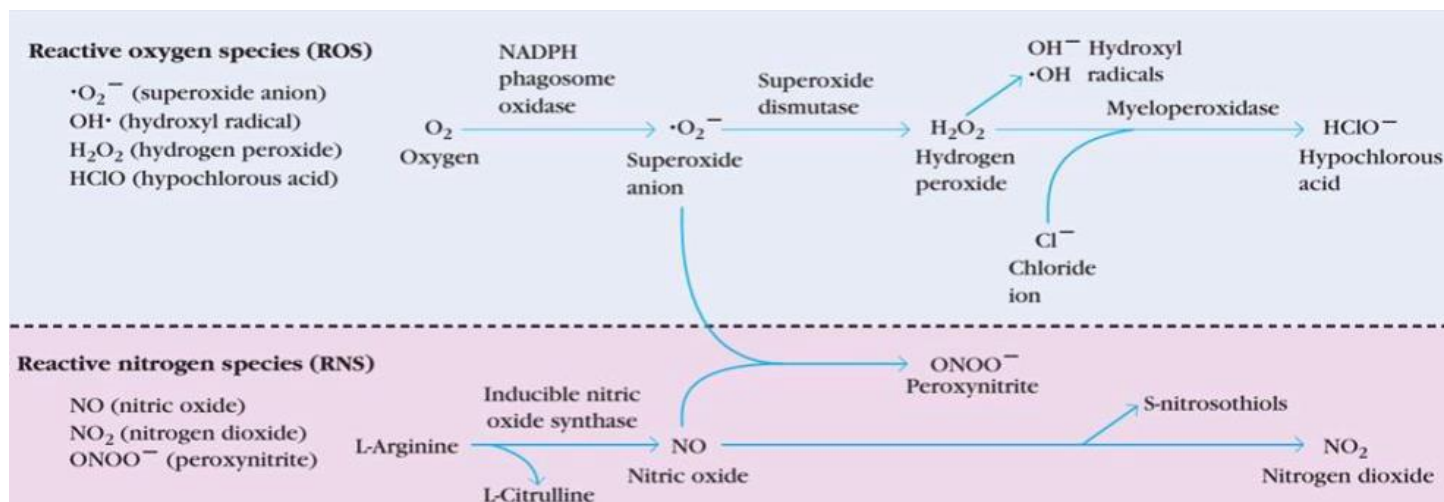 Reactive oxygen species (ROS)
·O₂⁻ (superoxide anion)
OH· (hydroxyl radical)
H₂O₂ (hydrogen peroxide)
HClO (hypochlorous acid)
O₂
Oxygen
NADPH
phagosome
oxidase
·O₂⁻
Superoxide
anion
Superoxide
dismutase
H₂O₂
Hydrogen
peroxide
OH⁻ Hydroxyl
·OH radicals
Myeloperoxidase
Cl⁻
Chloride
ion
HClO⁻
Hypochlorous
acid
Reactive nitrogen species (RNS)
NO (nitric oxide)
NO₂ (nitrogen dioxide)
ONOO⁻ (peroxynitrite)
L-Arginine
Inducible nitric
oxide synthase
L-Citrulline
NO
Nitric oxide
ONOO⁻
Peroxynitrite
S-nitrosothiols
NO₂
Nitrogen dioxide